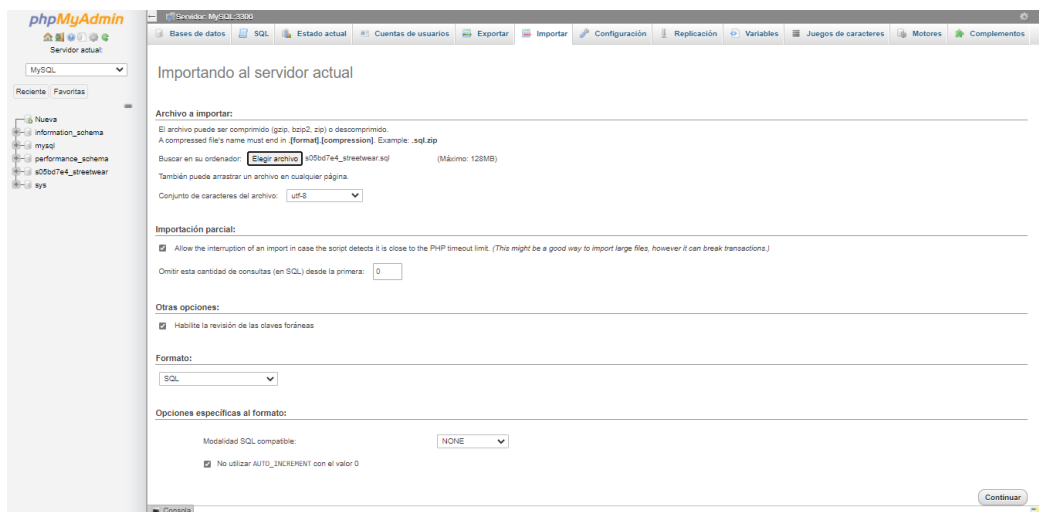 phpMyAdmin
Servidor actual:
MySQL
Reciente Favoritas
Nueva
information_schema
mysql
performance_schema
s05bd7e4_streetwear
sys
Servidor: MySQL:3306
Bases de datos SQL Estado actual Cuentas de usuarios Exportar Importar Configuración Replicación Variables Juegos de caracteres Motores Complementos
Importando al servidor actual
Archivo a importar:
El archivo puede ser comprimido (gzip, bzip2, zip) o descomprimido.
A compressed file's name must end in .[format].[compression]. Example: .sql.zip
Buscar en su ordenador: Elegir archivo s05bd7e4_streetwear.sql (Máximo: 128MB)
También puede arrastrar un archivo en cualquier página.
Conjunto de caracteres del archivo: utf-8
Importación parcial:
Allow the interruption of an import in case the script detects it is close to the PHP timeout limit. (This might be a good way to import large files, however it can break transactions.)
Omitir esta cantidad de consultas (en SQL) desde la primera: 0
Otras opciones:
Habilite la revisión de las claves foráneas
Formato:
SQL
Opciones específicas al formato:
Modalidad SQL compatible: NONE
No utilizar AUTO_INCREMENT con el valor 0
Continuar
Consola